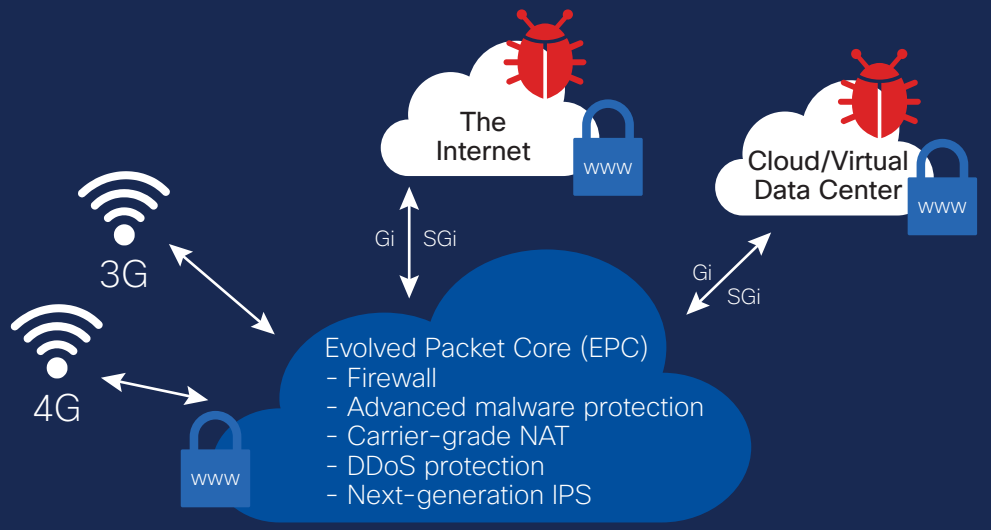 The
Internet
www
Cloud/Virtual
Data Center
www
3G
Gi
SGi
Gi
SGi
4G
Evolved Packet Core (EPC)
- Firewall
- Advanced malware protection
- Carrier-grade NAT
- DDoS protection
- Next-generation IPS
www